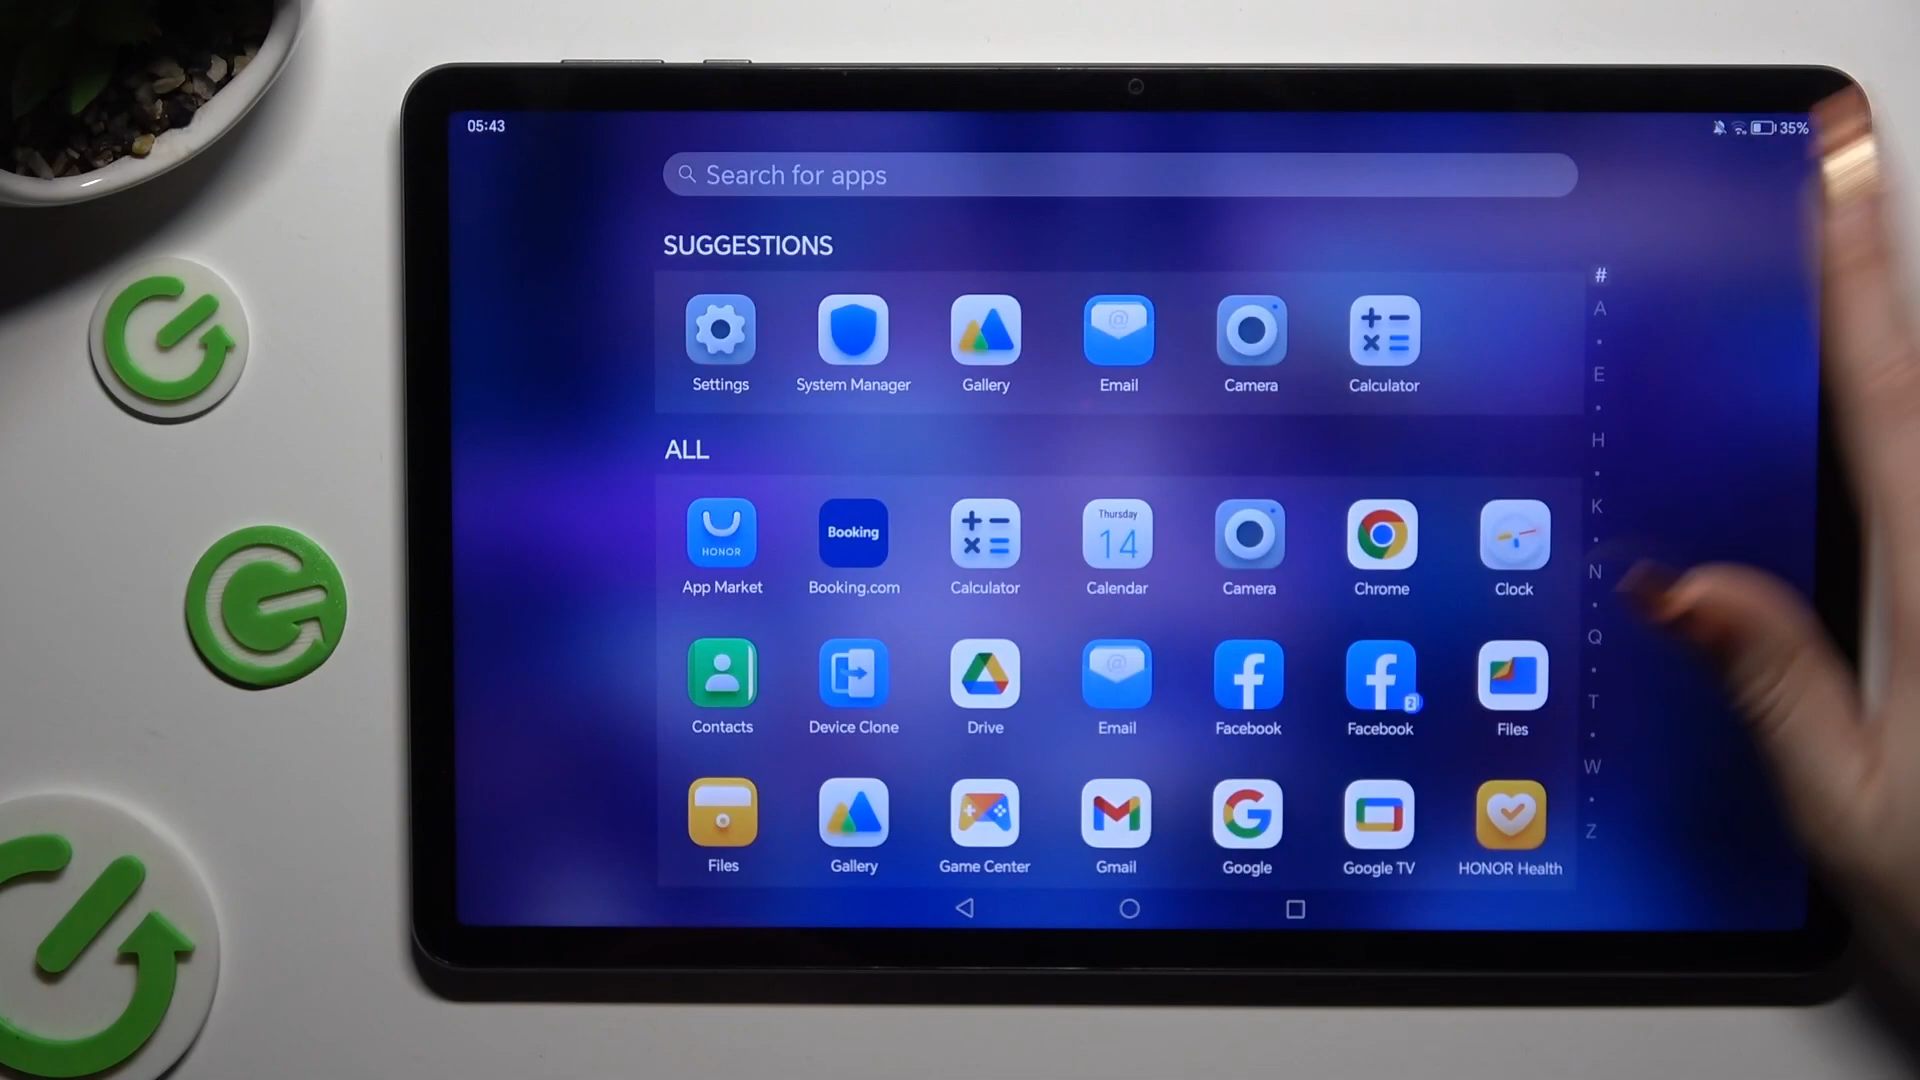 05:43
35%
Search for apps
SUGGESTIONS
Settings System Manager Gallery Email Camera Calculator
ALL
HONOR Booking Thursday 14
App Market Booking.com Calculator Calendar Camera Chrome Clock
Contacts Device Clone Drive Email Facebook Facebook 2 Files
Files Gallery Game Center Gmail Google Google TV HONOR Health
#
A
E
H
K
N
Q
T
W
Z